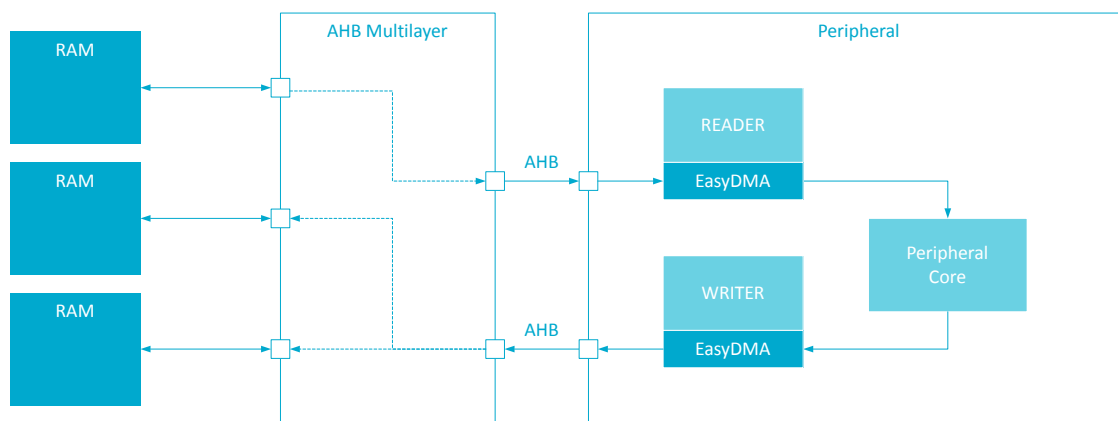 AHB Multilayer
Peripheral
RAM
READER
AHB
EasyDMA
RAM
Peripheral
Core
WRITER
RAM
AHB
EasyDMA